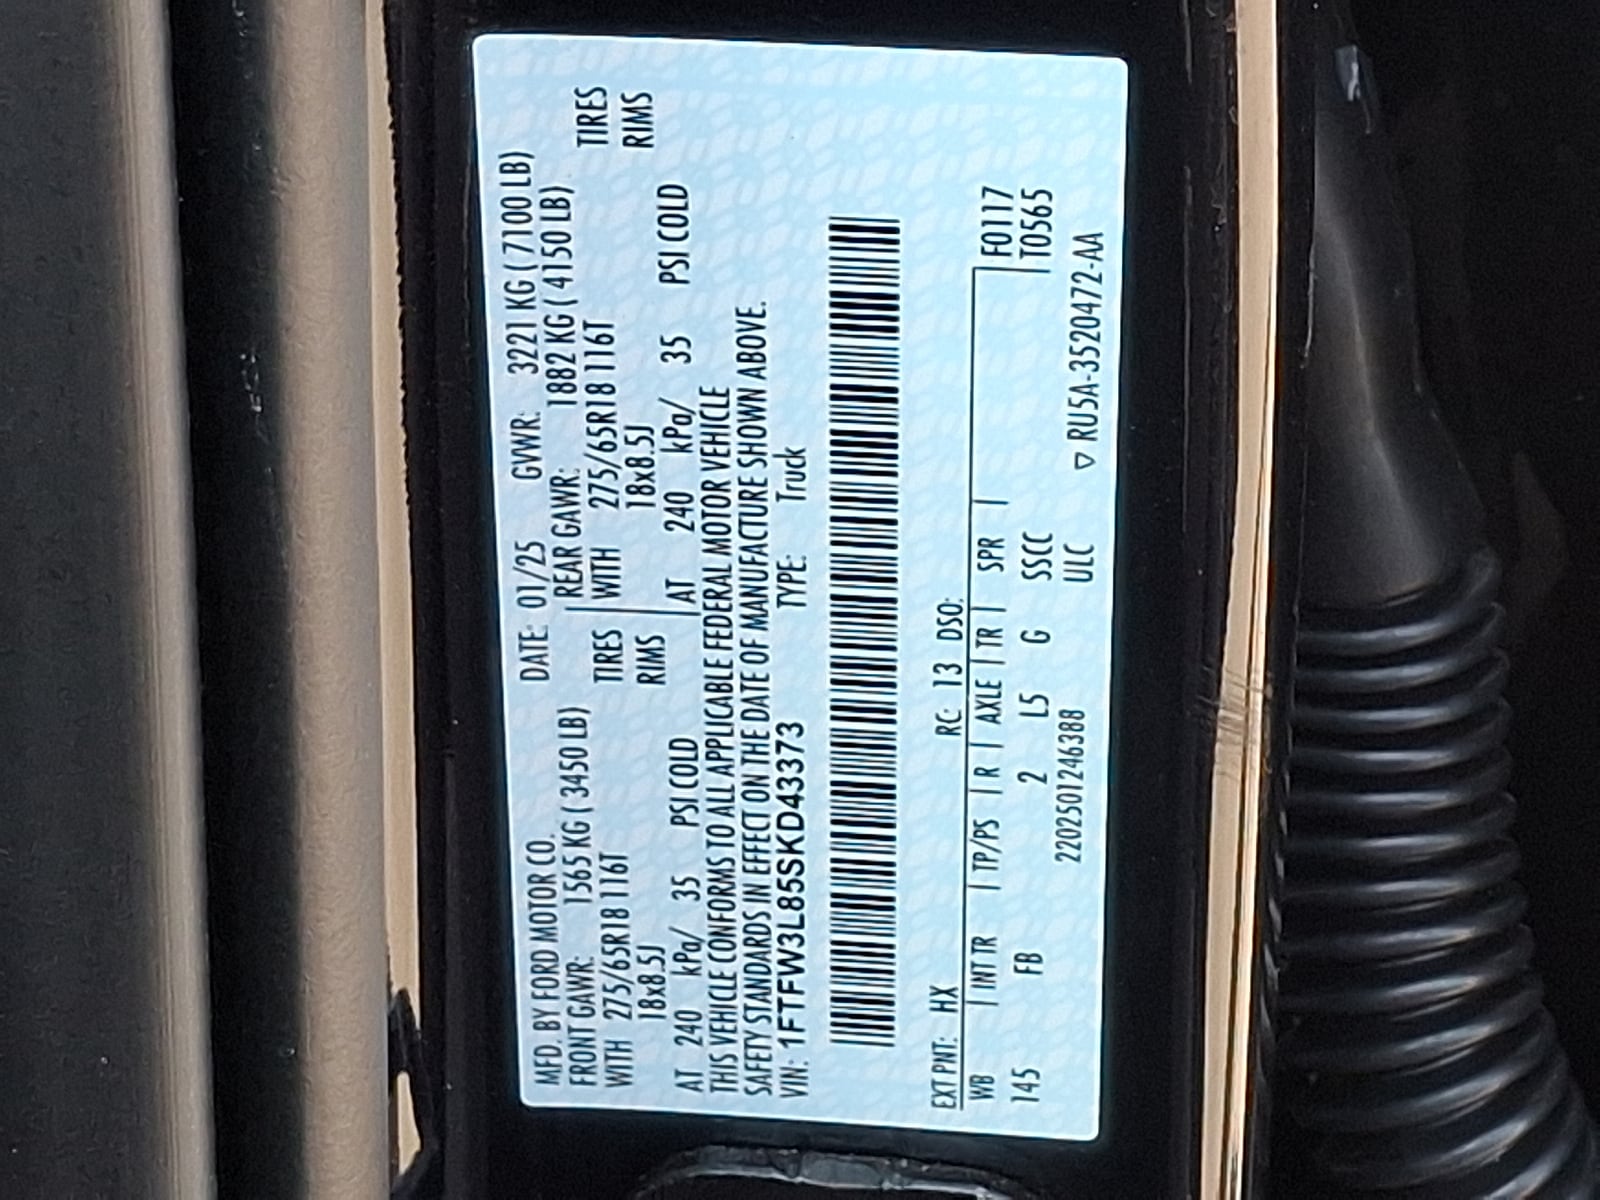 MFD. BY FORD MOTOR CO. DATE: 01/25 GVWR: 3221 KG ( 7100 LB)
FRONT GAWR: 1565 KG ( 3450 LB) REAR GAWR: 1882 KG ( 4150 LB)
WITH 275/65R18 116T TIRES WITH 275/65R18 116T TIRES
18x8.5J RIMS 18x8.5J RIMS
AT 240 kPa/ 35 PSI COLD AT 240 kPa/ 35 PSI COLD
THIS VEHICLE CONFORMS TO ALL APPLICABLE FEDERAL MOTOR VEHICLE
SAFETY STANDARDS IN EFFECT ON THE DATE OF MANUFACTURE SHOWN ABOVE.
VIN: 1FTFW3L85SKD43373 TYPE: Truck
EXT PNT: HX RC: 13 DSO:
WB | INT TR | TP/PS | R | AXLE | TR | SPR | F0117
145 FB 2 L5 G SSCC T0565
2202501246388 ULC ▽ RU5A-3520472-AA